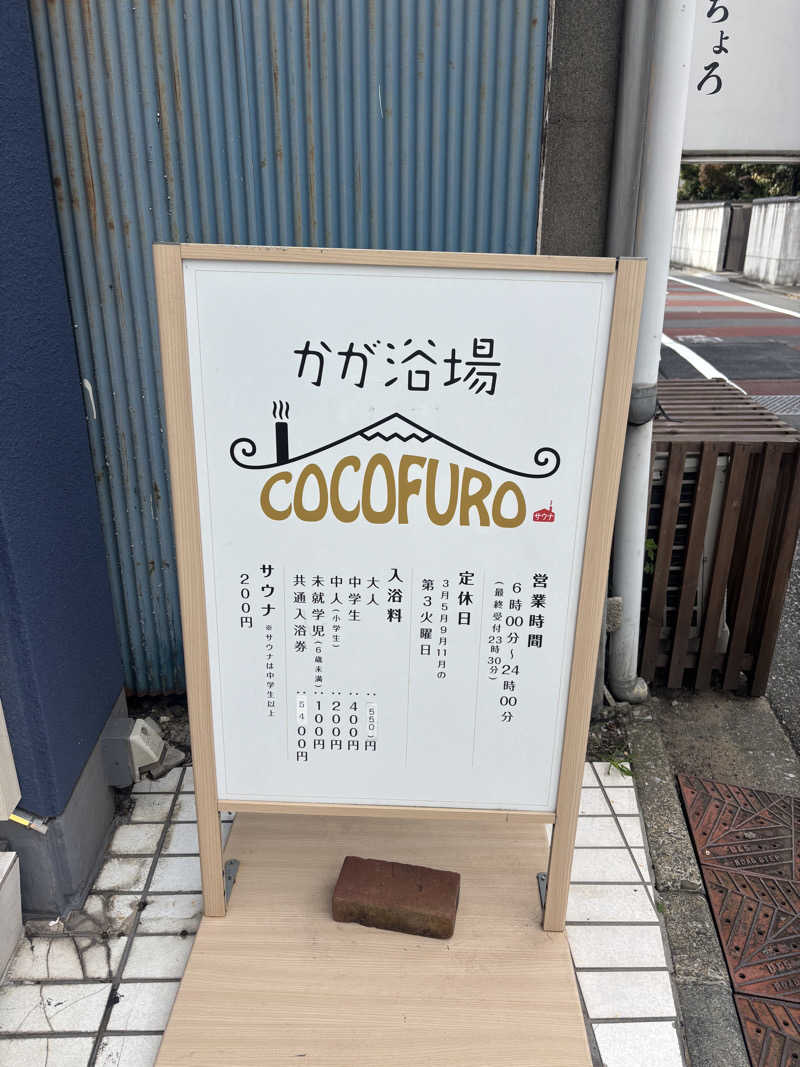 ちょろ
かが浴場
COCOFURO
サウナ
営業時間
6時00分〜24時00分
（最終受付23時30分）
定休日
3月5月9月11月の
第3火曜日
入浴料
大人‥550円
中学生‥400円
中人（小学生）‥200円
未就学児（6歳未満）‥100円
共通入浴券‥5400円
サウナ ※サウナは中学生以上
200円